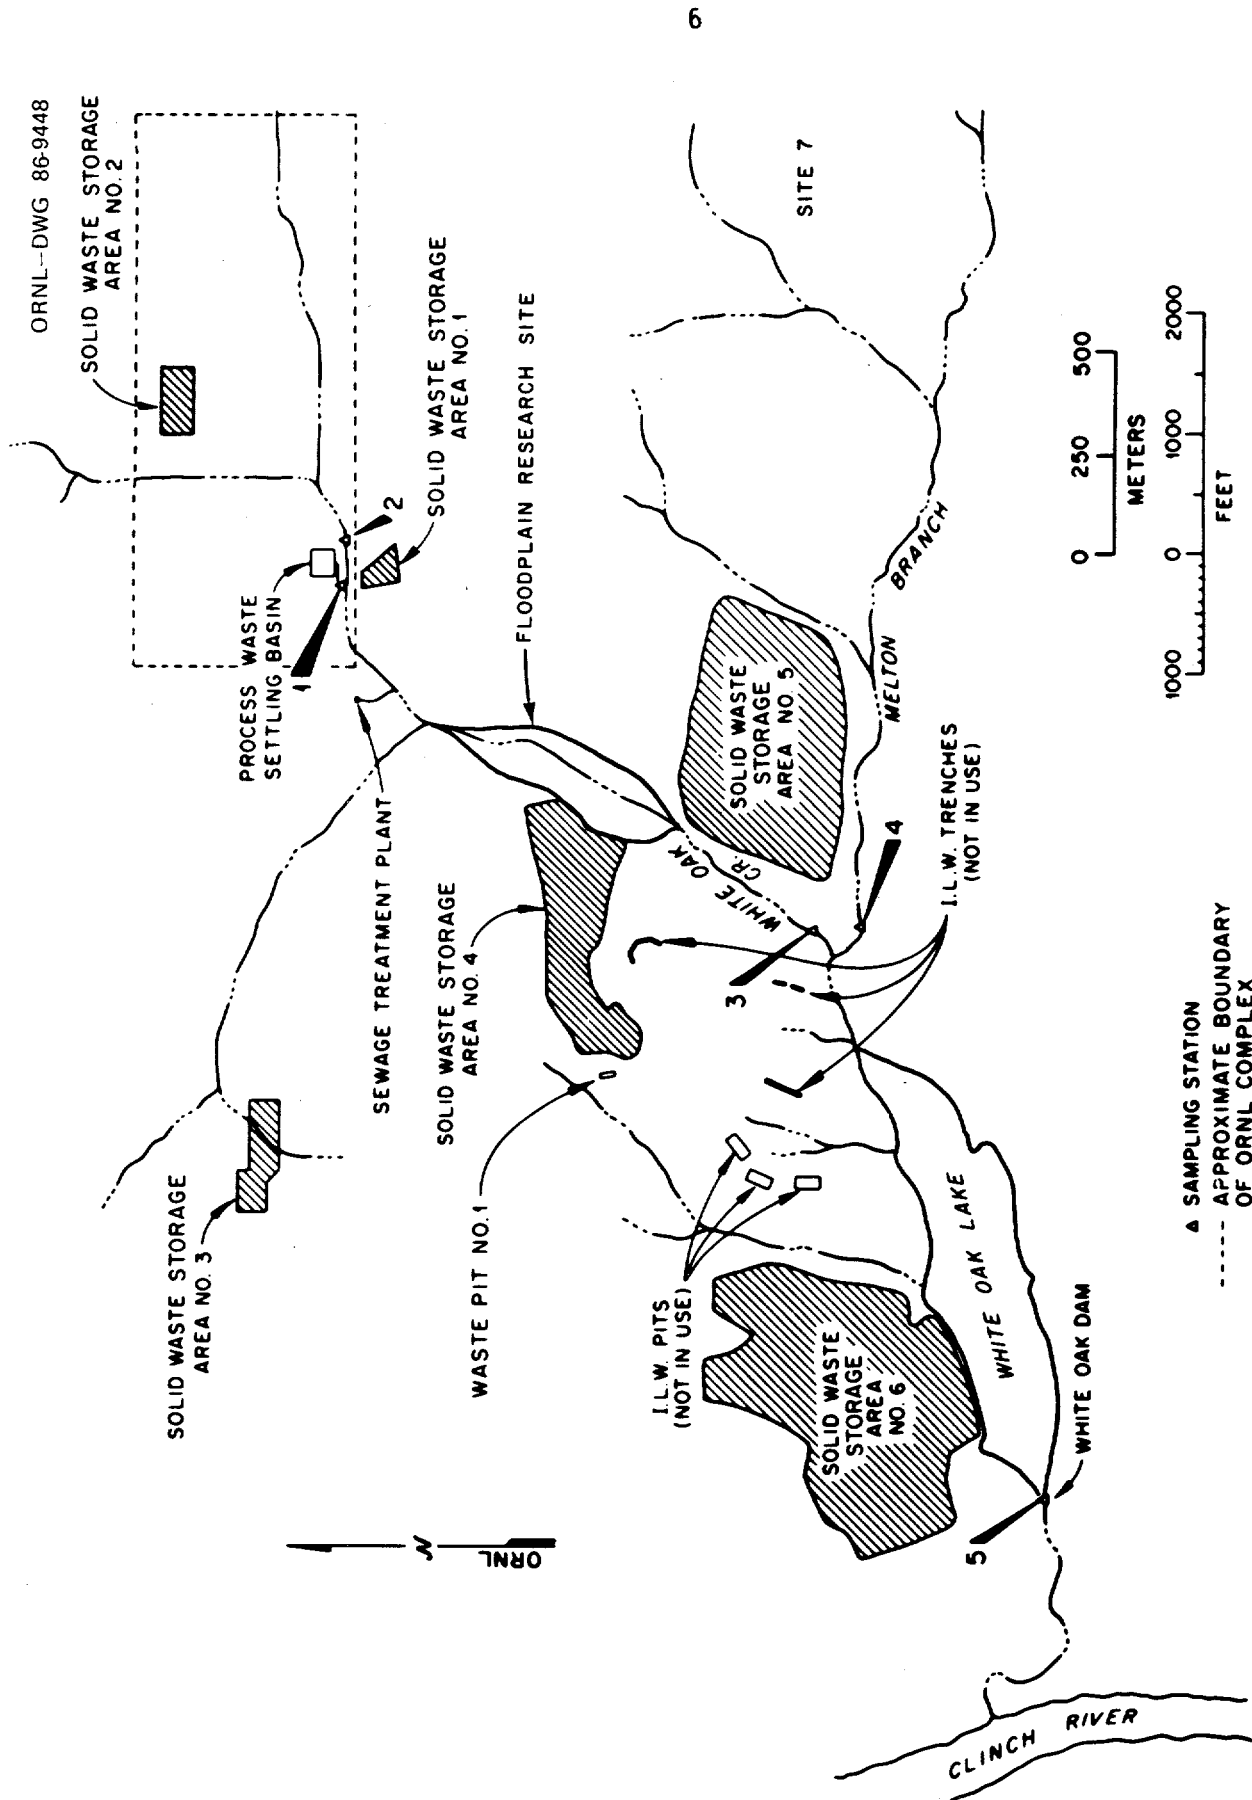 6
ORNL-DWG 86-9448
SOLID WASTE STORAGE
AREA NO. 2
SOLID WASTE STORAGE
AREA NO. 1
PROCESS WASTE
SETTLING BASIN
1
2
FLOODPLAIN RESEARCH SITE
SEWAGE TREATMENT PLANT
SOLID WASTE STORAGE
AREA NO. 3
SOLID WASTE STORAGE
AREA NO. 4
WASTE PIT NO. 1
SITE 7
SOLID WASTE
STORAGE
AREA NO. 5
WHITE OAK
CR.
3
4
MELTON
BRANCH
I.L.W. TRENCHES
(NOT IN USE)
I.L.W. PITS
(NOT IN USE)
SOLID WASTE
STORAGE
AREA
NO. 6
WHITE OAK LAKE
WHITE OAK DAM
5
CLINCH RIVER
N
ORNL
0 250 500
METERS
1000 0 1000 2000
FEET
SAMPLING STATION
APPROXIMATE BOUNDARY
OF ORNL COMPLEX